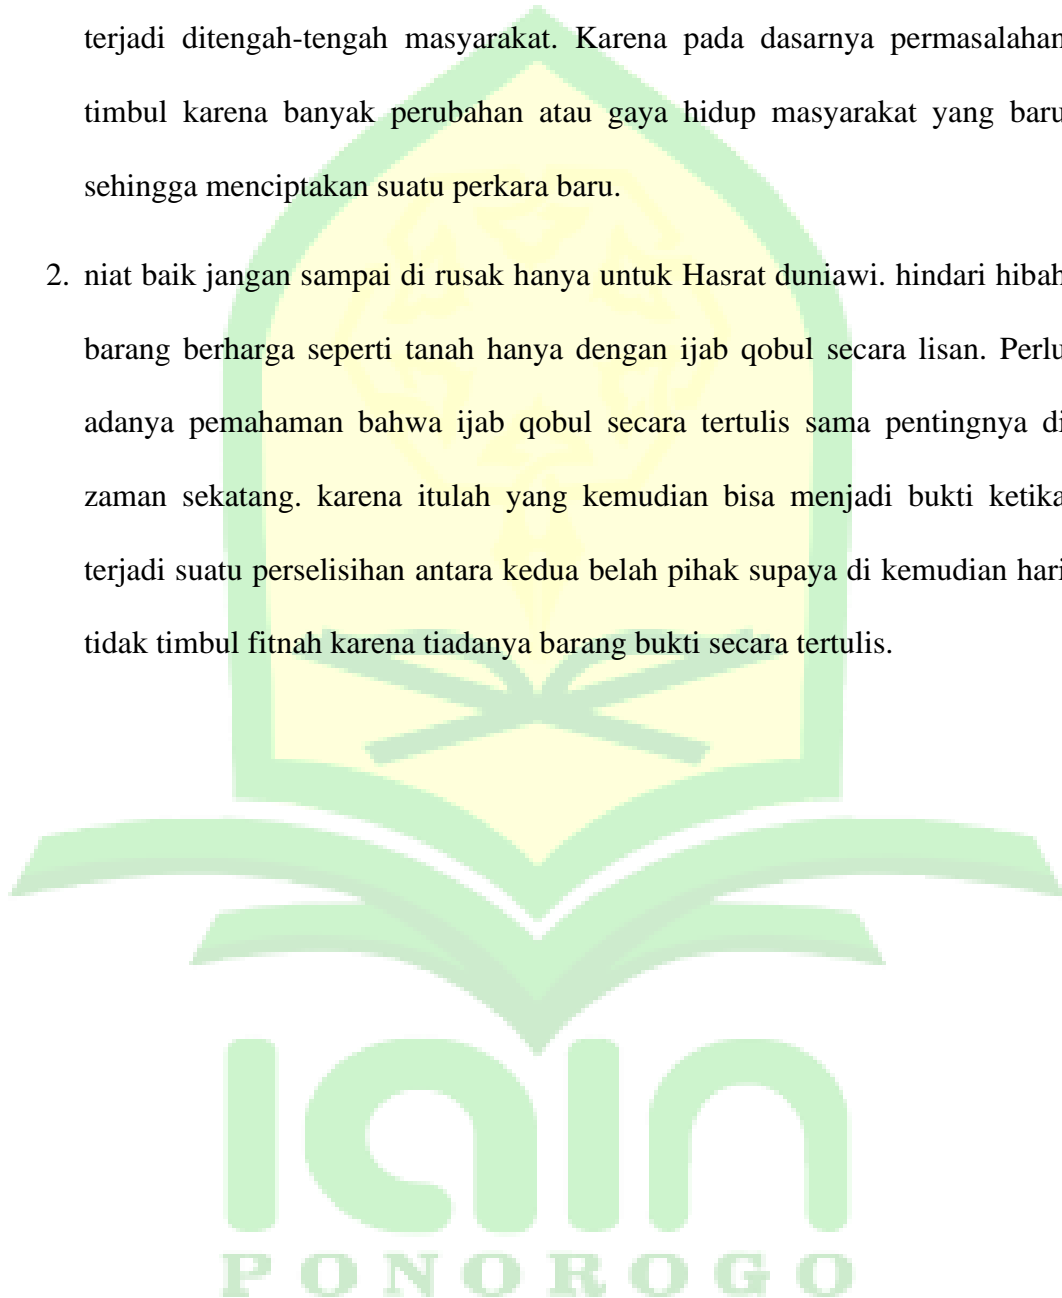 terjadi ditengah-tengah masyarakat. Karena pada dasarnya permasalahan
timbul karena banyak perubahan atau gaya hidup masyarakat yang baru
sehingga menciptakan suatu perkara baru.
2. niat baik jangan sampai di rusak hanya untuk Hasrat duniawi. hindari hibah
barang berharga seperti tanah hanya dengan ijab qobul secara lisan. Perlu
adanya pemahaman bahwa ijab qobul secara tertulis sama pentingnya di
zaman sekatang. karena itulah yang kemudian bisa menjadi bukti ketika
terjadi suatu perselisihan antara kedua belah pihak supaya di kemudian hari
tidak timbul fitnah karena tiadanya barang bukti secara tertulis.
IAIN
PONOROGO